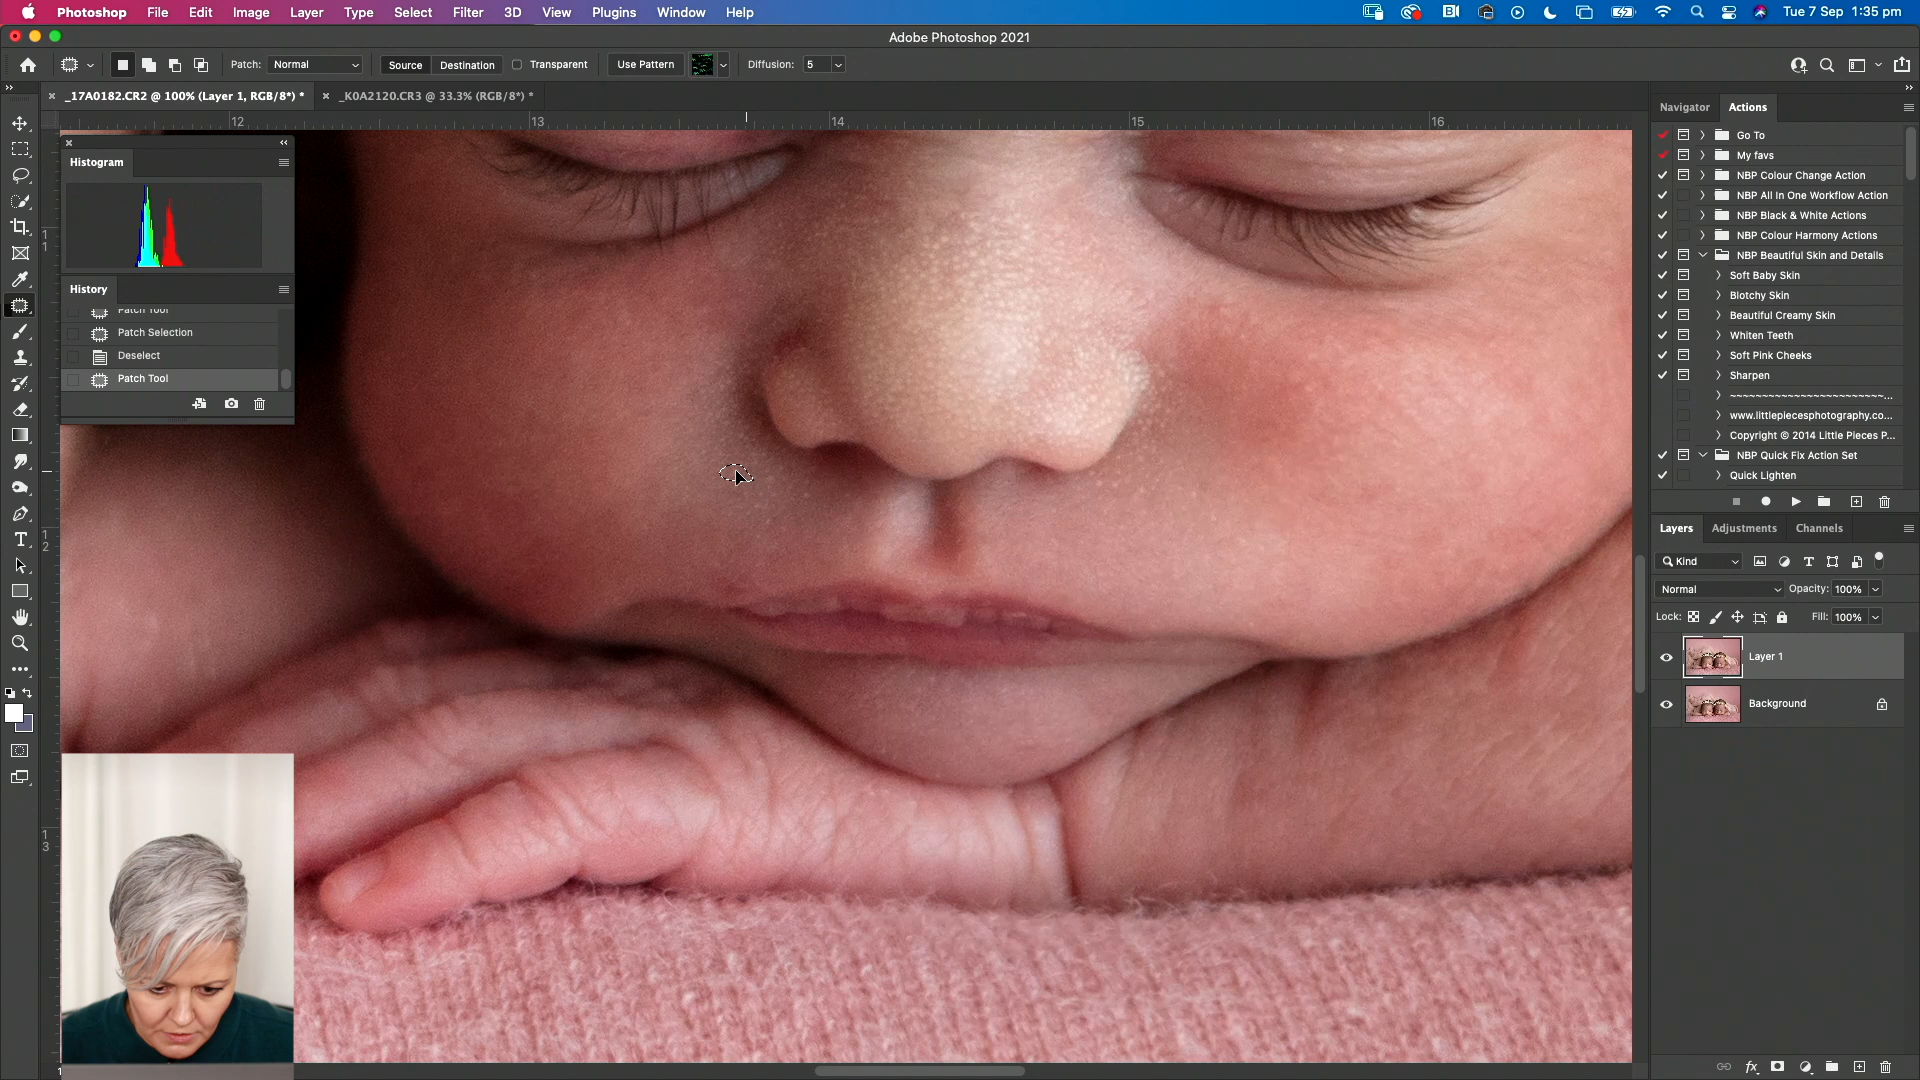 Photoshop File Edit Image Layer Type Select Filter 3D View Plugins Window Help Tue 7 Sep 1:35 pm
Adobe Photoshop 2021
Patch: Normal Source Destination Transparent Use Pattern Diffusion: 5
_17A0182.CR2 @ 100% (Layer 1, RGB/8*) * _K0A2120.CR3 @ 33.3% (RGB/8*) *
12 13 14 15 16
Histogram
History
Patch Tool
Patch Selection
Deselect
Patch Tool
11
12
13
Navigator Actions
Go To
My favs
NBP Colour Change Action
NBP All In One Workflow Action
NBP Black & White Actions
NBP Colour Harmony Actions
NBP Beautiful Skin and Details
Soft Baby Skin
Blotchy Skin
Beautiful Creamy Skin
Whiten Teeth
Soft Pink Cheeks
Sharpen
~~~~~~~~~~~~~~~~~~~~~~~~...
www.littlepiecesphotography.co...
Copyright © 2014 Little Pieces P...
NBP Quick Fix Action Set
Quick Lighten
Layers Adjustments Channels
Kind
Normal Opacity: 100%
Lock: Fill: 100%
Layer 1
Background